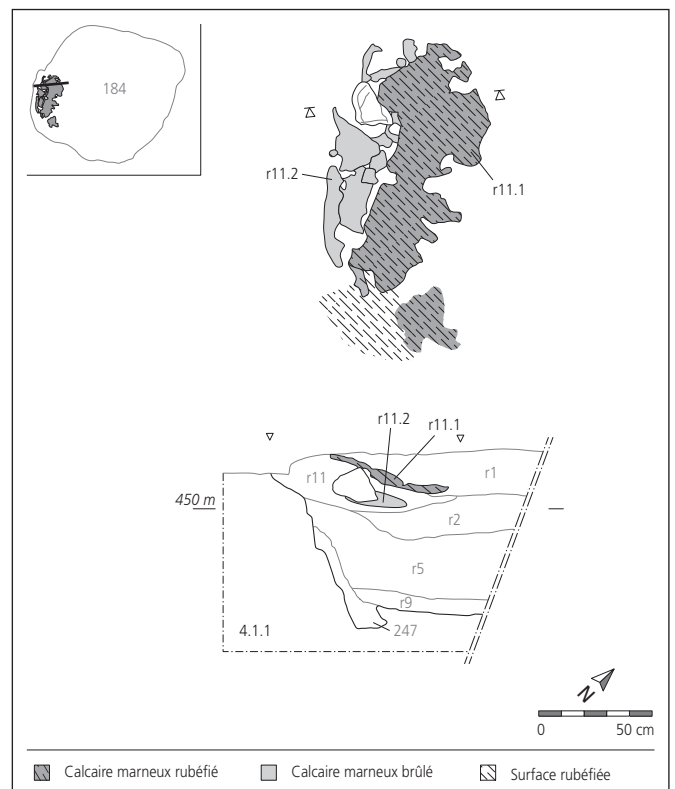 184
r11.2
r11.1
r11.2
r11.1
r11
r1
450 m
r2
r5
r9
4.1.1
247
N
0
50 cm
Calcaire marneux rubéfié
Calcaire marneux brûlé
Surface rubéfiée